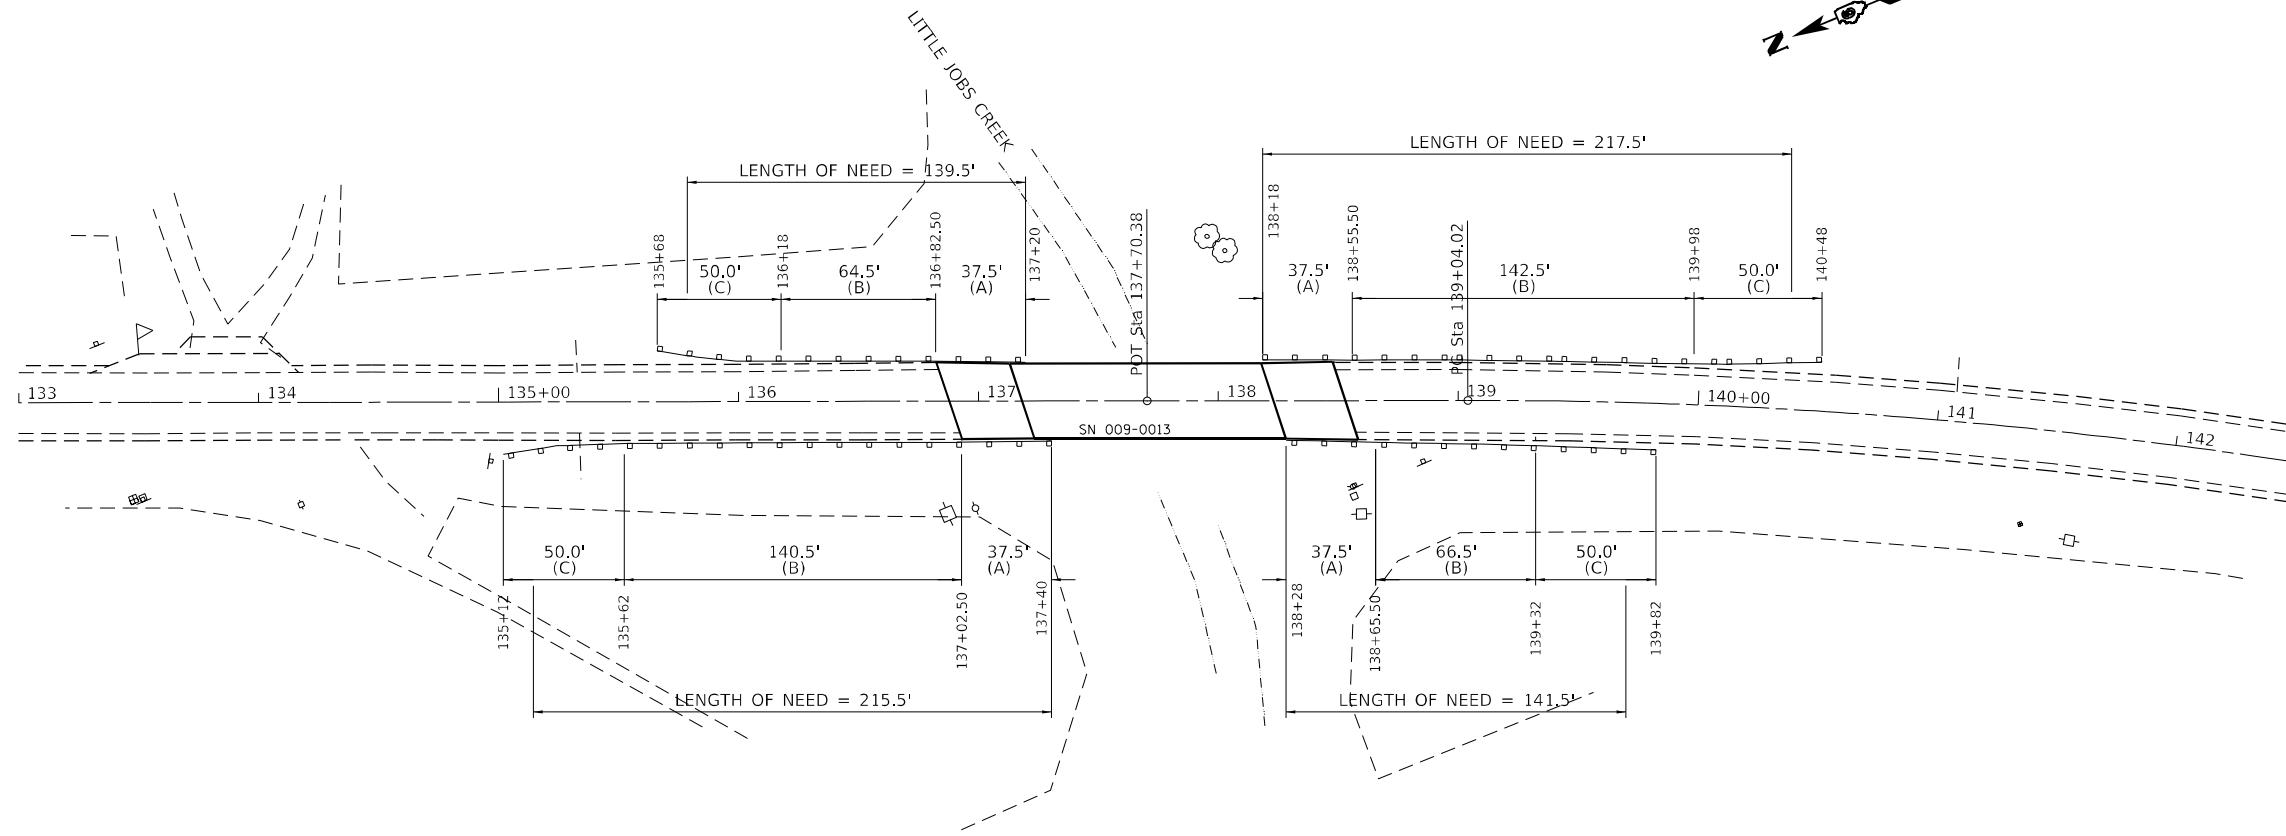 N
LITTLE JOBS CREEK
LENGTH OF NEED = 139.5'
LENGTH OF NEED = 217.5'
135+68
50.0'
(C)
136+18
64.5'
(B)
136+82.50
37.5'
(A)
137+20
POT Sta 137+70.38
138+18
37.5'
(A)
138+55.50
PC Sta 139+04.02
142.5'
(B)
139+98
50.0'
(C)
140+48
133
134
135+00
136
137
138
139
140+00
141
142
SN 009-0013
135+12
50.0'
(C)
135+62
140.5'
(B)
137+02.50
37.5'
(A)
137+40
138+28
37.5'
(A)
138+65.50
66.5'
(B)
139+32
50.0'
(C)
139+82
LENGTH OF NEED = 215.5'
LENGTH OF NEED = 141.5'